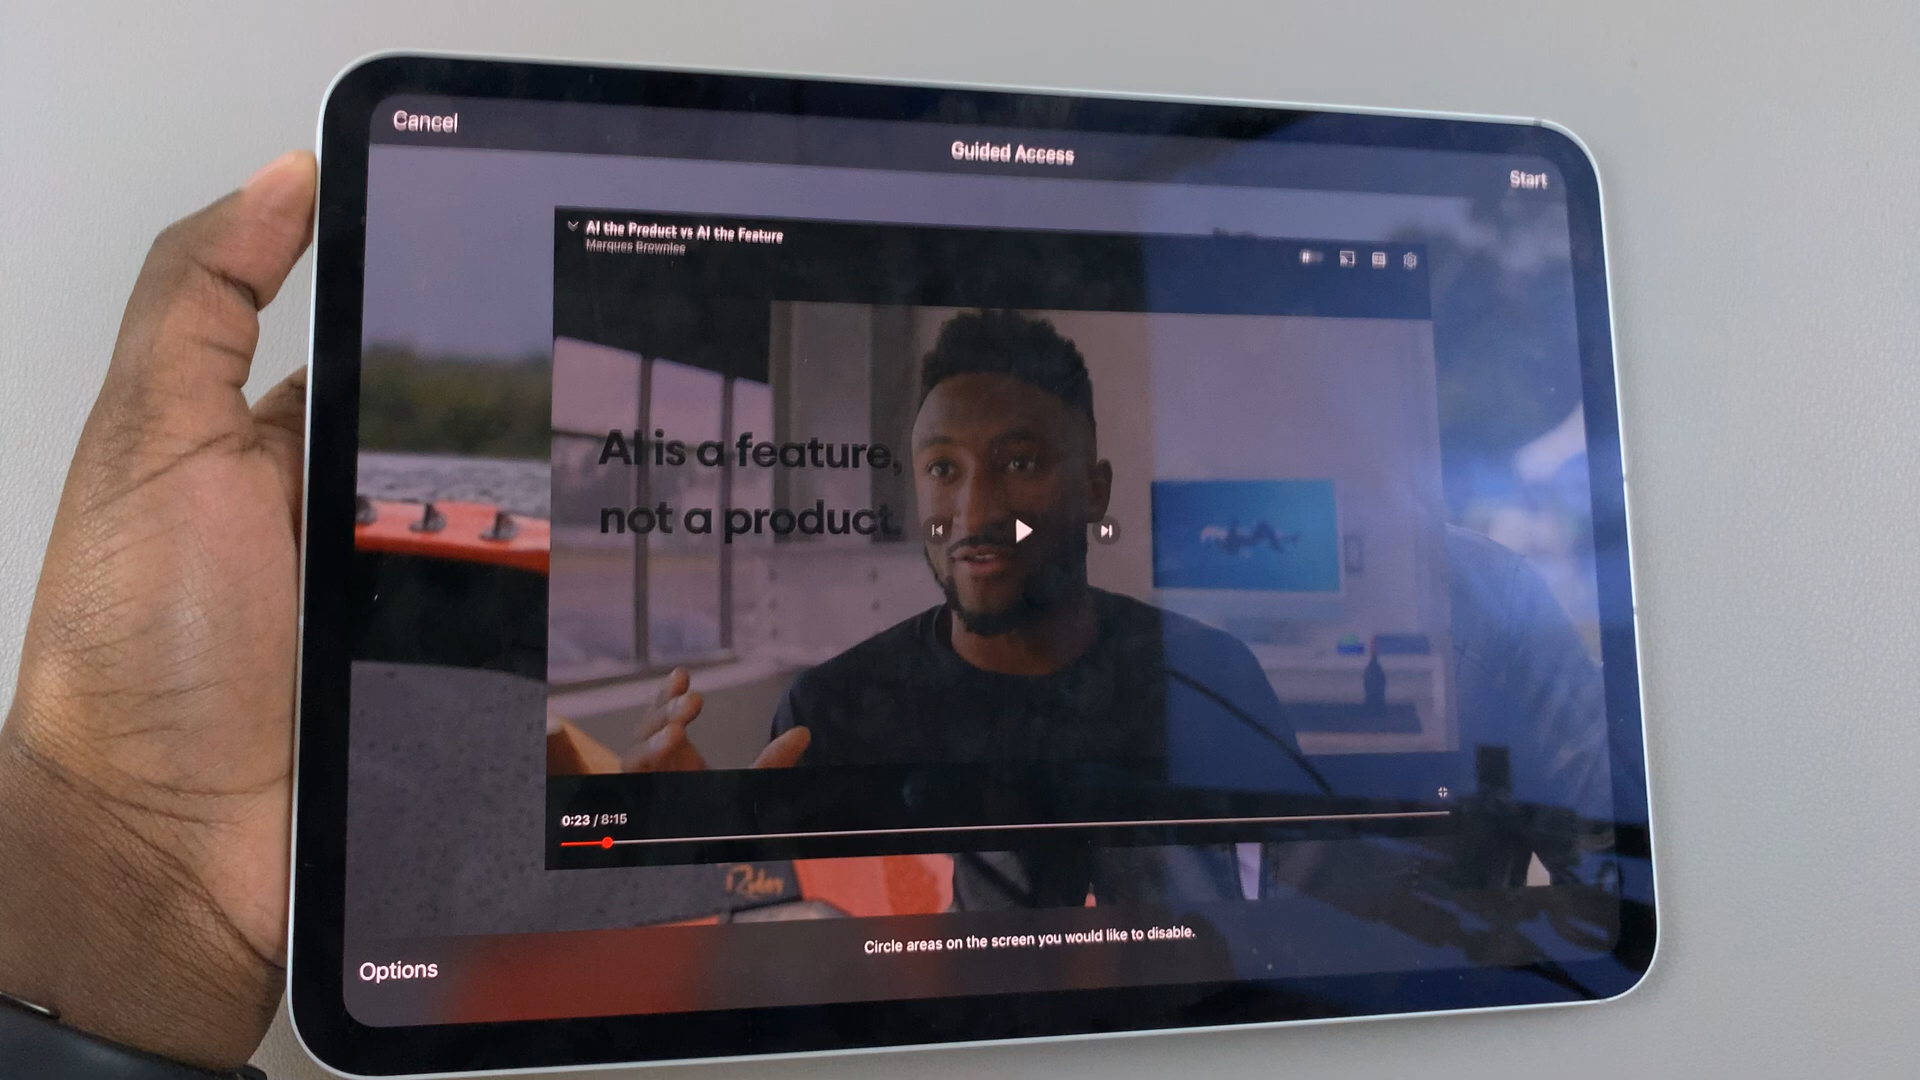 Cancel
Guided Access
Start
AI the Product vs AI the Feature
Marques Brownlee
AI is a feature,
not a product.
0:23 / 8:15
Circle areas on the screen you would like to disable.
Options